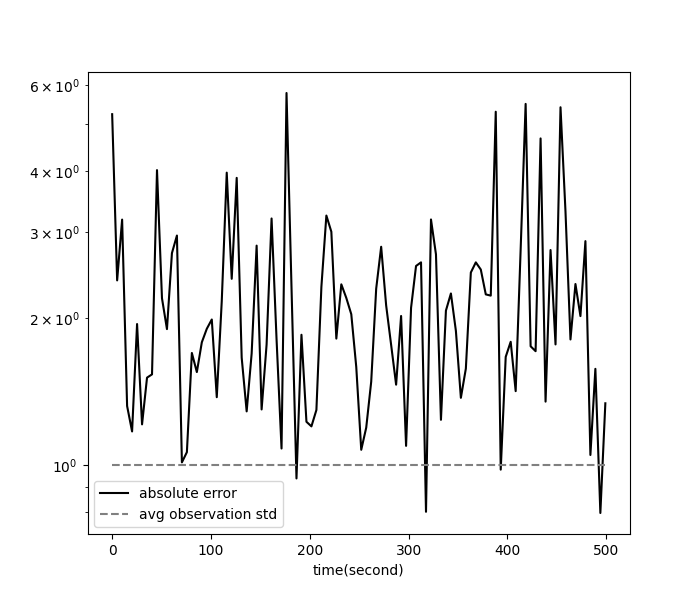 6 × 10⁰
4 × 10⁰
3 × 10⁰
2 × 10⁰
10⁰
absolute error
avg observation std
0 100 200 300 400 500
time(second)